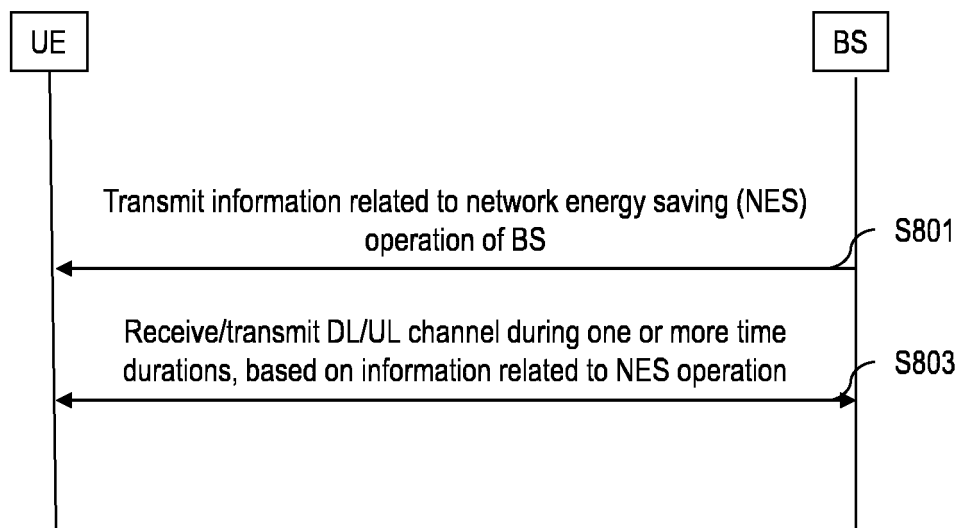 UE
BS
Transmit information related to network energy saving (NES)
operation of BS
S801
Receive/transmit DL/UL channel during one or more time
durations, based on information related to NES operation
S803